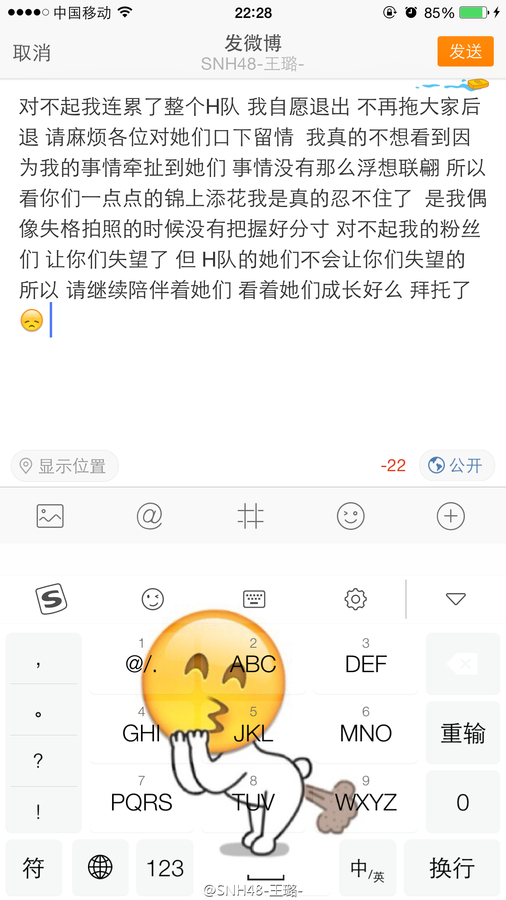 中国移动 22:28 85%
取消 发微博 发送
SNH48-王璐-
对不起我连累了整个H队 我自愿退出 不再拖大家后
退 请麻烦各位对她们口下留情 我真的不想看到因
为我的事情牵扯到她们 事情没有那么浮想联翩 所以
看你们一点点的锦上添花我是真的忍不住了 是我偶
像失格拍照的时候没有把握好分寸 对不起我的粉丝
们 让你们失望了 但 H队的她们不会让你们失望的
所以 请继续陪伴着她们 看着她们成长好么 拜托了
显示位置 -22 公开
S
, 1 @/. 2 ABC 3 DEF
。 4 GHI 5 JKL 6 MNO 重输
?
! 7 PQRS 8 TUV 9 WXYZ 0
符 123 中/英 换行
@SNH48-王璐-